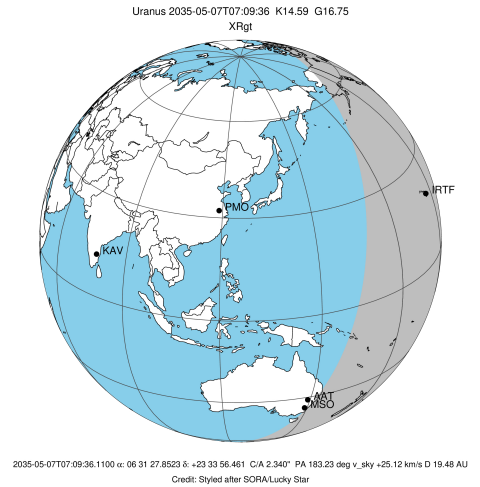 Uranus 2035-05-07T07:09:36  K14.59  G16.75
XRgt
IRTF
PMO
KAV
AAT
MSO
2035-05-07T07:09:36.1100 α: 06 31 27.8523 δ: +23 33 56.461  C/A 2.340"  PA 183.23 deg v_sky +25.12 km/s D 19.48 AU
Credit: Styled after SORA/Lucky Star